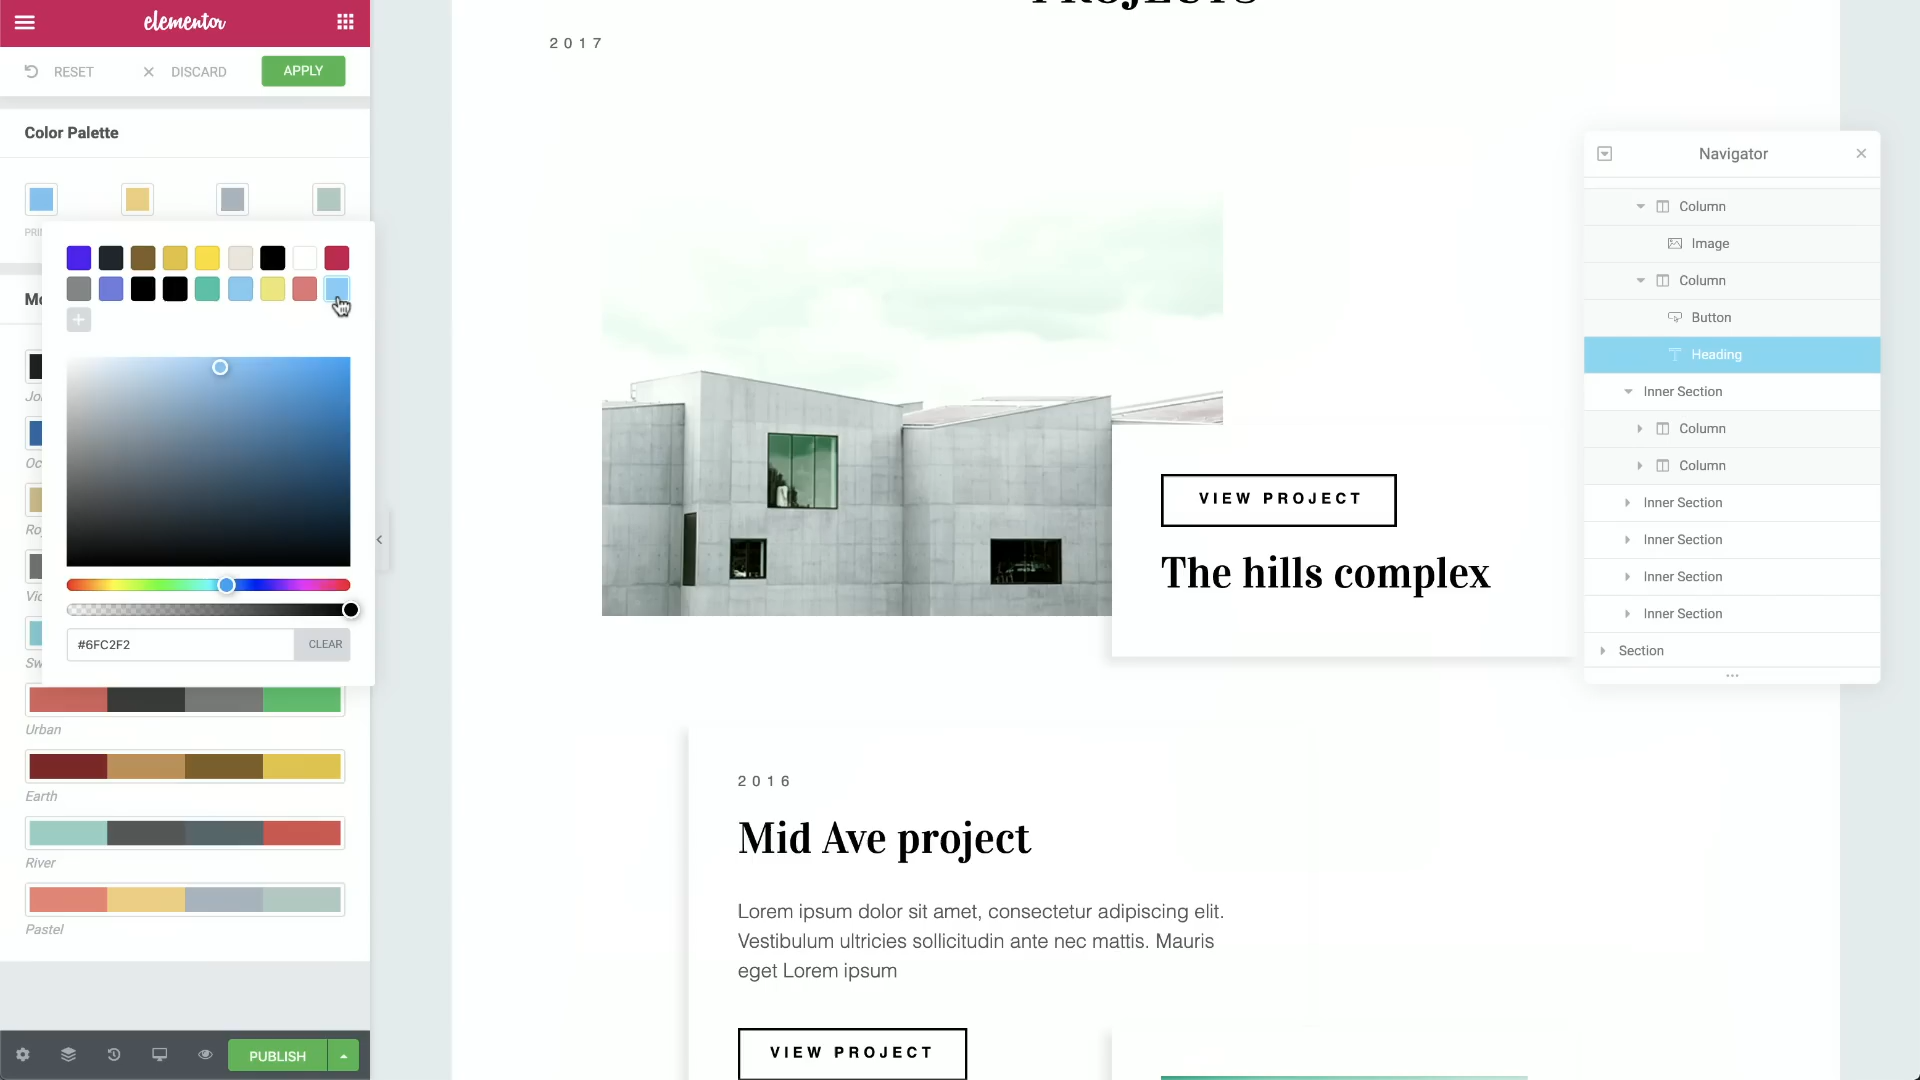 elementor
RESET
DISCARD
APPLY
Color Palette
#6FC2F2
CLEAR
Urban
Earth
River
Pastel
PUBLISH
2017
VIEW PROJECT
The hills complex
2016
Mid Ave project
Lorem ipsum dolor sit amet, consectetur adipiscing elit.
Vestibulum ultricies sollicitudin ante nec mattis. Mauris
eget Lorem ipsum
VIEW PROJECT
Navigator
Column
Image
Column
Button
Heading
Inner Section
Column
Column
Inner Section
Inner Section
Inner Section
Inner Section
Section